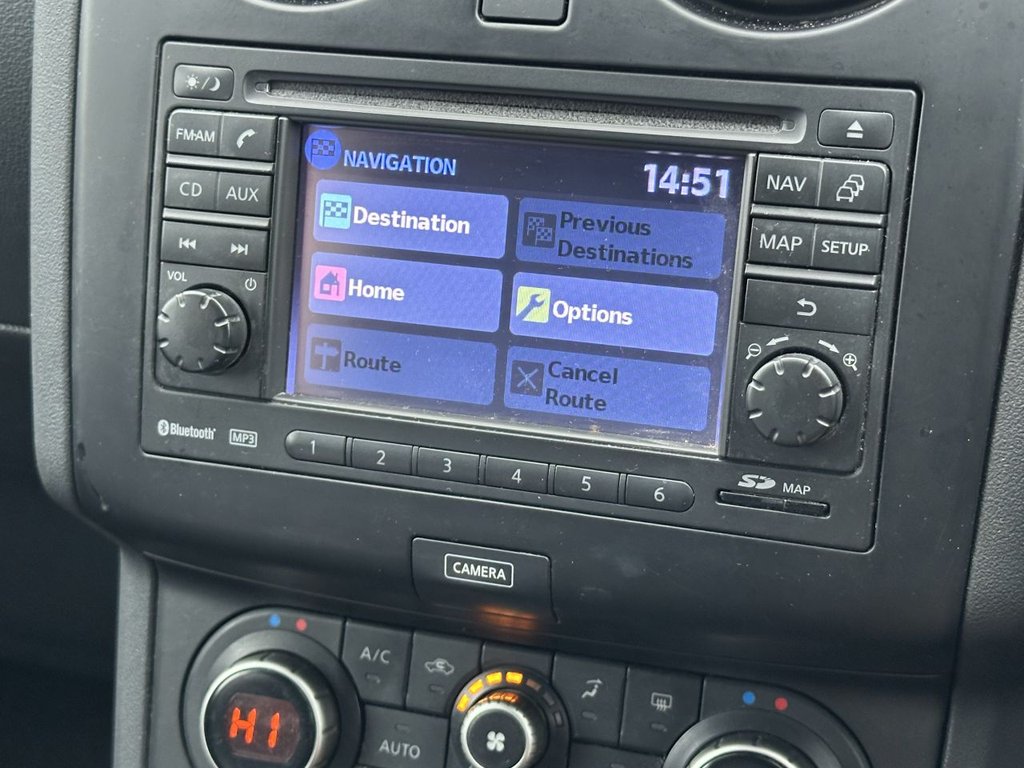 FM·AM
CD AUX
VOL
NAVIGATION 14:51
Destination
Previous
Destinations
Home
Options
Route
Cancel
Route
NAV
MAP SETUP
Bluetooth MP3
1 2 3 4 5 6
SD MAP
CAMERA
A/C
HI
AUTO